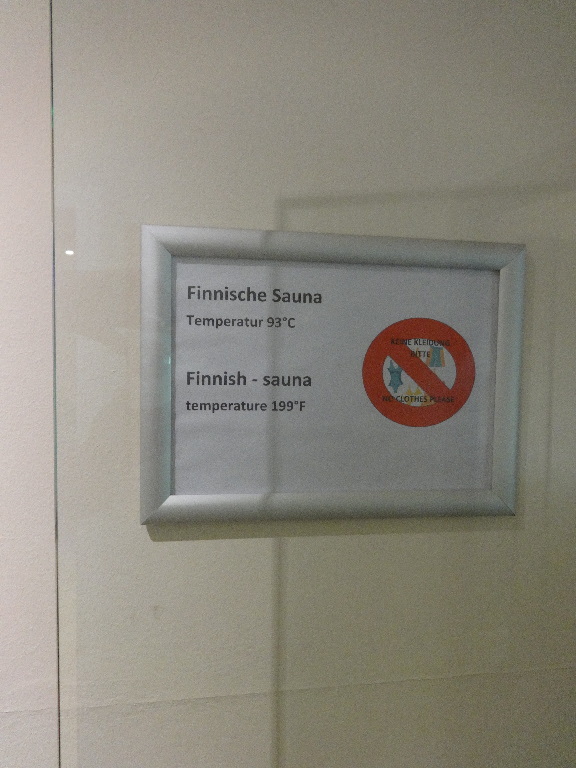 Finnische Sauna
Temperatur 93°C
KEINE KLEIDUNG
BITTE
Finnish - sauna
temperature 199°F
NO CLOTHES PLEASE